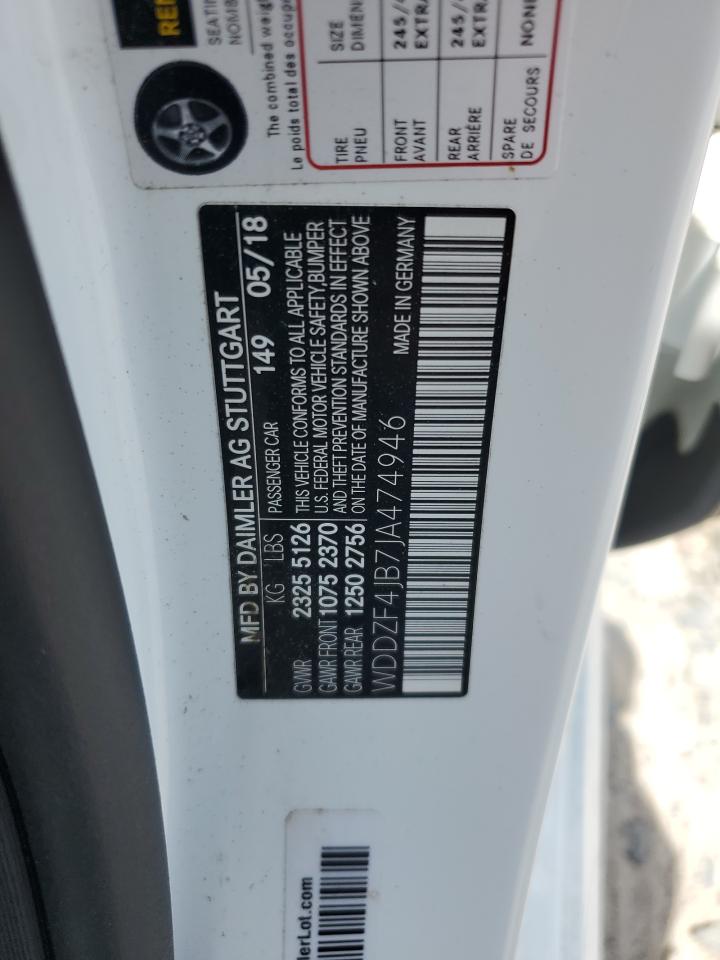 SEATIN
NOMB
The combined weigh
Le poids total des occup
TIRE SIZE
PNEU DIMEN
FRONT 245/
AVANT EXTRA
REAR 245/
ARRIÈRE EXTRA
SPARE NONE
DE SECOURS
MFD BY DAIMLER AG STUTTGART
KG LBS PASSENGER CAR 149 05/18
GVWR 2325 5126 THIS VEHICLE CONFORMS TO ALL APPLICABLE
U.S. FEDERAL MOTOR VEHICLE SAFETY,BUMPER
GAWR FRONT 1075 2370 AND THEFT PREVENTION STANDARDS IN EFFECT
GAWR REAR 1250 2756 ON THE DATE OF MANUFACTURE SHOWN ABOVE
WDDZF4JB7JA474946 MADE IN GERMANY
erLot.com